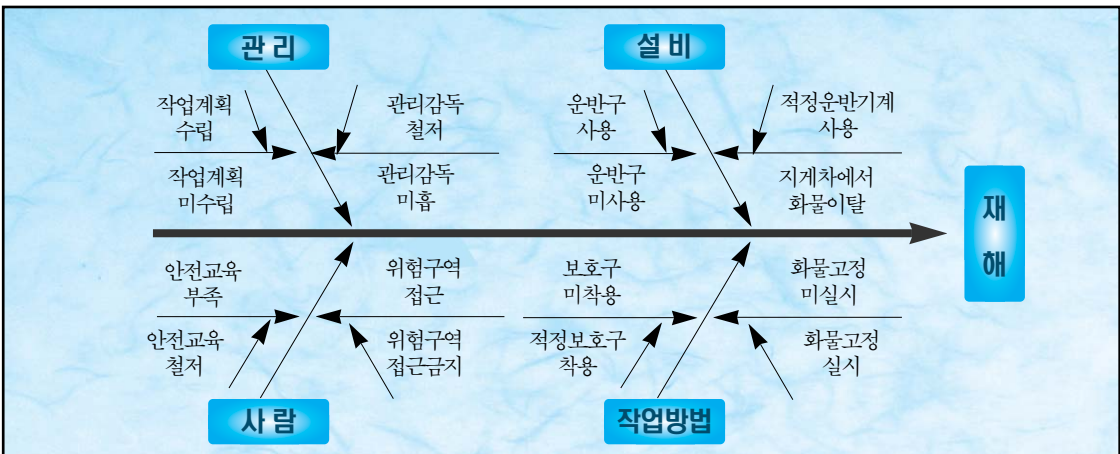 관 리
설 비
작업계획
수립
관리감독
철저
운반구
사용
적정운반기계
사용
작업계획
미수립
관리감독
미흡
운반구
미사용
지게차에서
화물이탈
재
해
안전교육
부족
위험구역
접근
보호구
미착용
화물고정
미실시
안전교육
철저
위험구역
접근금지
적정보호구
착용
화물고정
실시
사 람
작업방법